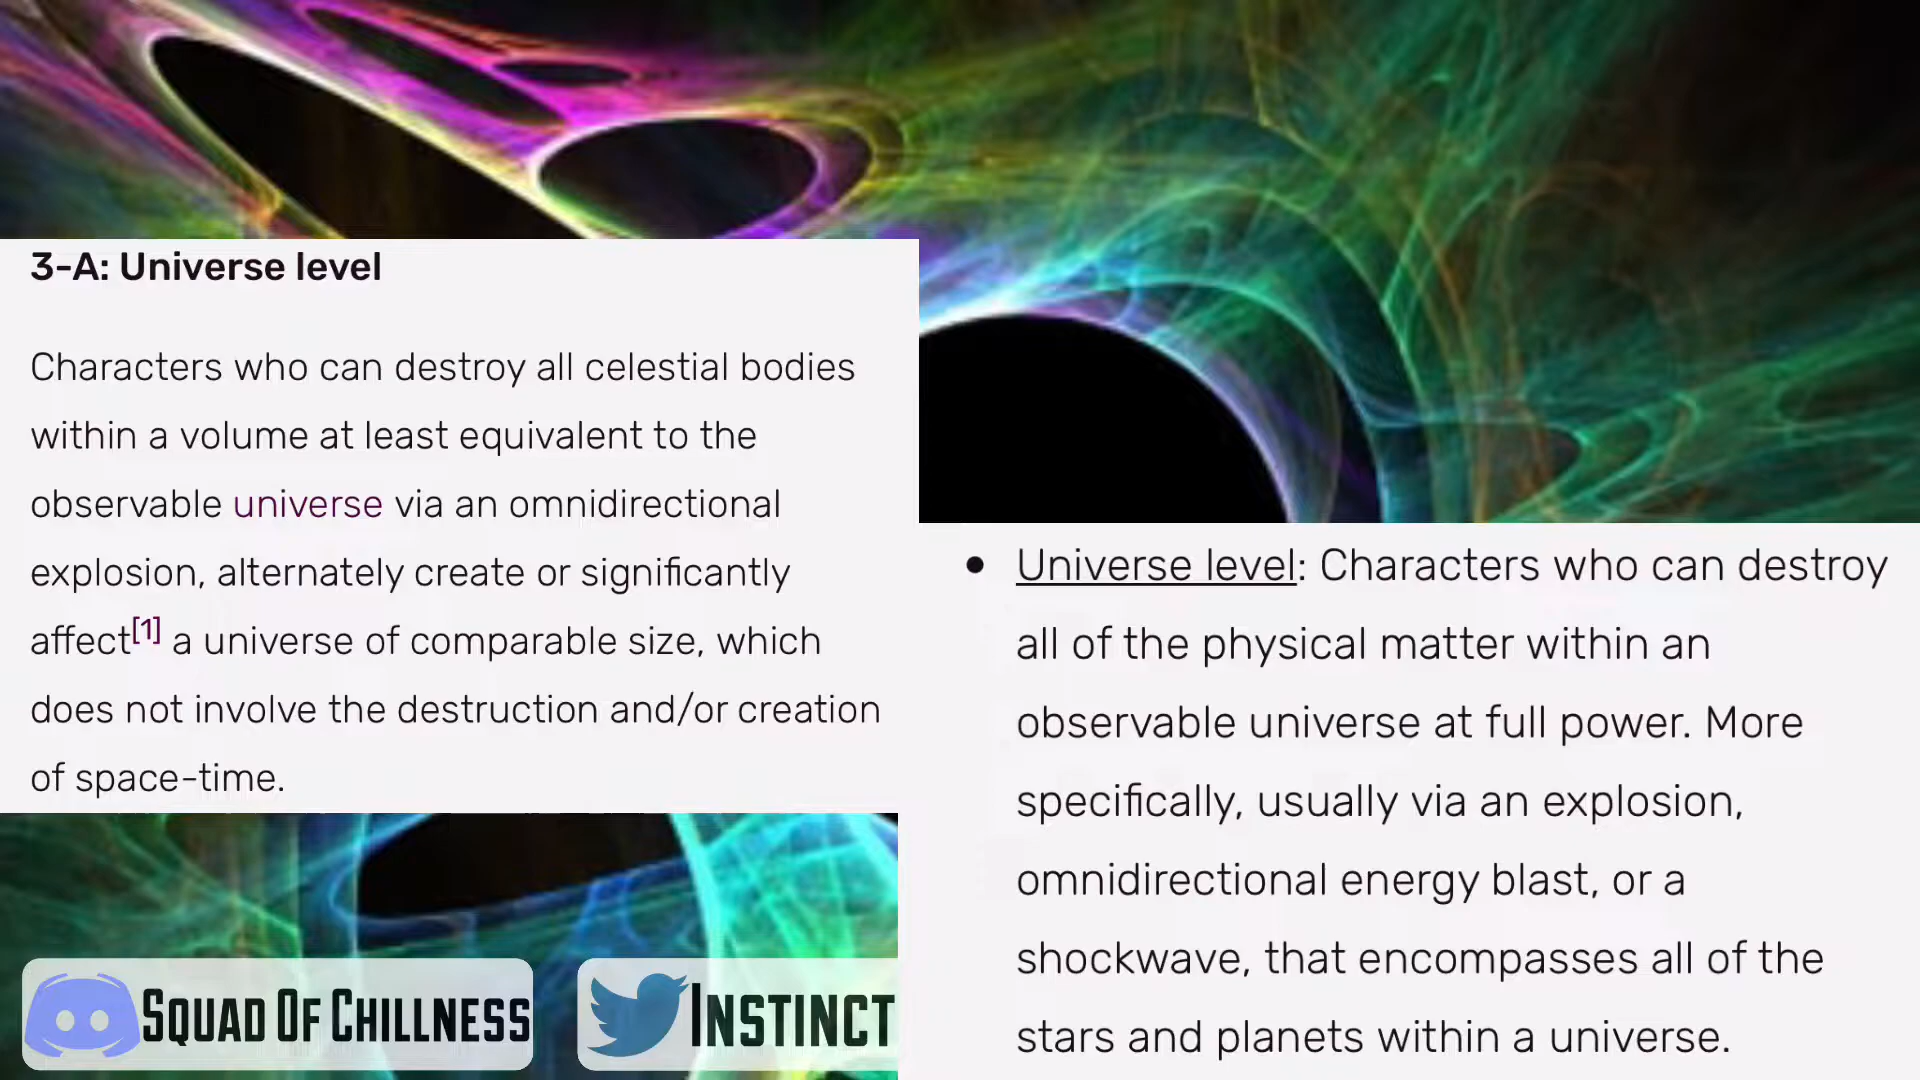 3-A: Universe level
Characters who can destroy all celestial bodies
within a volume at least equivalent to the
observable universe via an omnidirectional
explosion, alternately create or significantly
affect[1] a universe of comparable size, which
does not involve the destruction and/or creation
of space-time.
• Universe level: Characters who can destroy
all of the physical matter within an
observable universe at full power. More
specifically, usually via an explosion,
omnidirectional energy blast, or a
shockwave, that encompasses all of the
stars and planets within a universe.
SQUAD OF CHILLNESS
INSTINCT